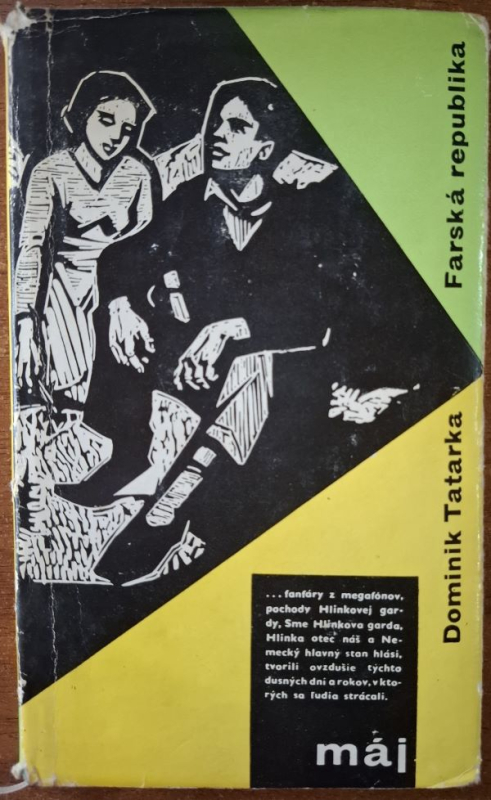 Farská republika
Dominik Tatarka
...fanfáry z megafónov,
pochody Hlinkovej gar-
dy, Sme Hlinkova garda,
Hlinka otec náš a Ne-
mecký hlavný stan hlási,
tvorili ovzdušie týchto
dusných dní a rokov, v kto-
rých sa ľudia strácali.
máj